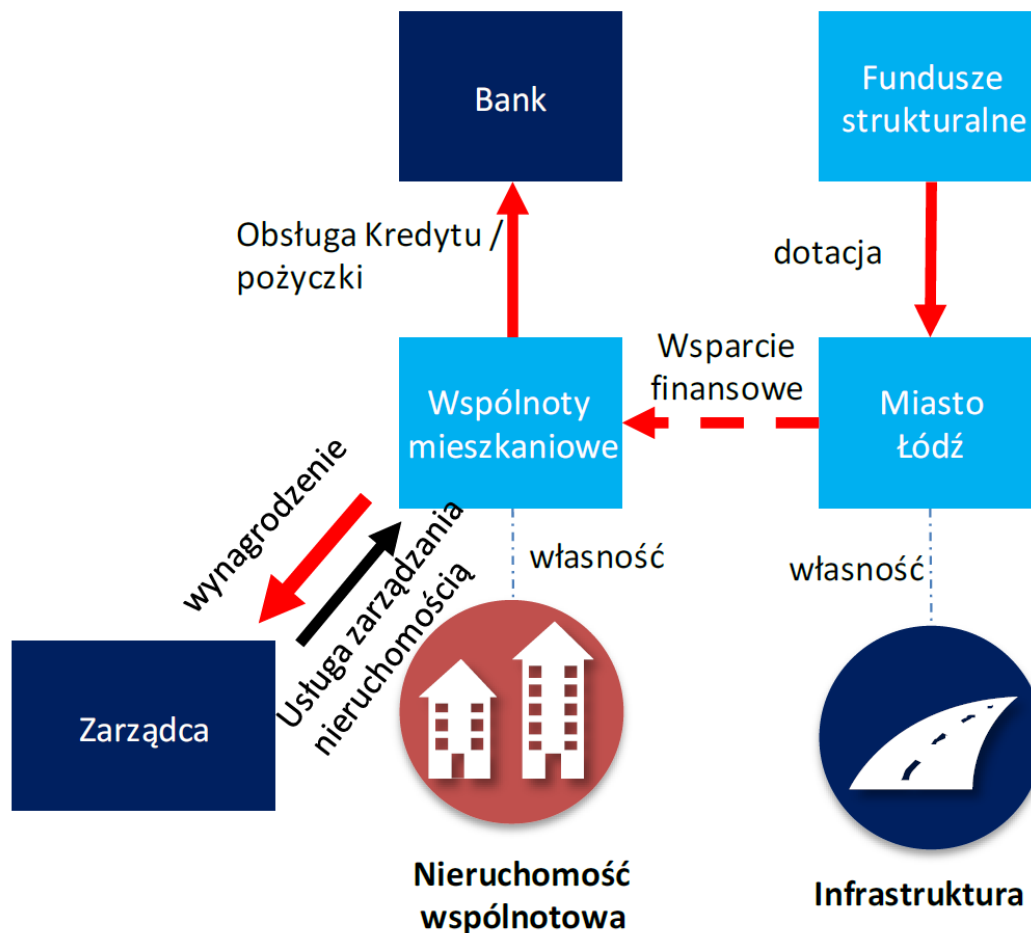 Bank
Fundusze
strukturalne
Obsługa Kredytu /
pożyczki
dotacja
Wsparcie
finansowe
Wspólnoty
mieszkaniowe
Miasto
Łódź
wynagrodzenie
Usługa zarządzania
nieruchomością
własność
własność
Zarządca
Nieruchomość
wspólnotowa
Infrastruktura